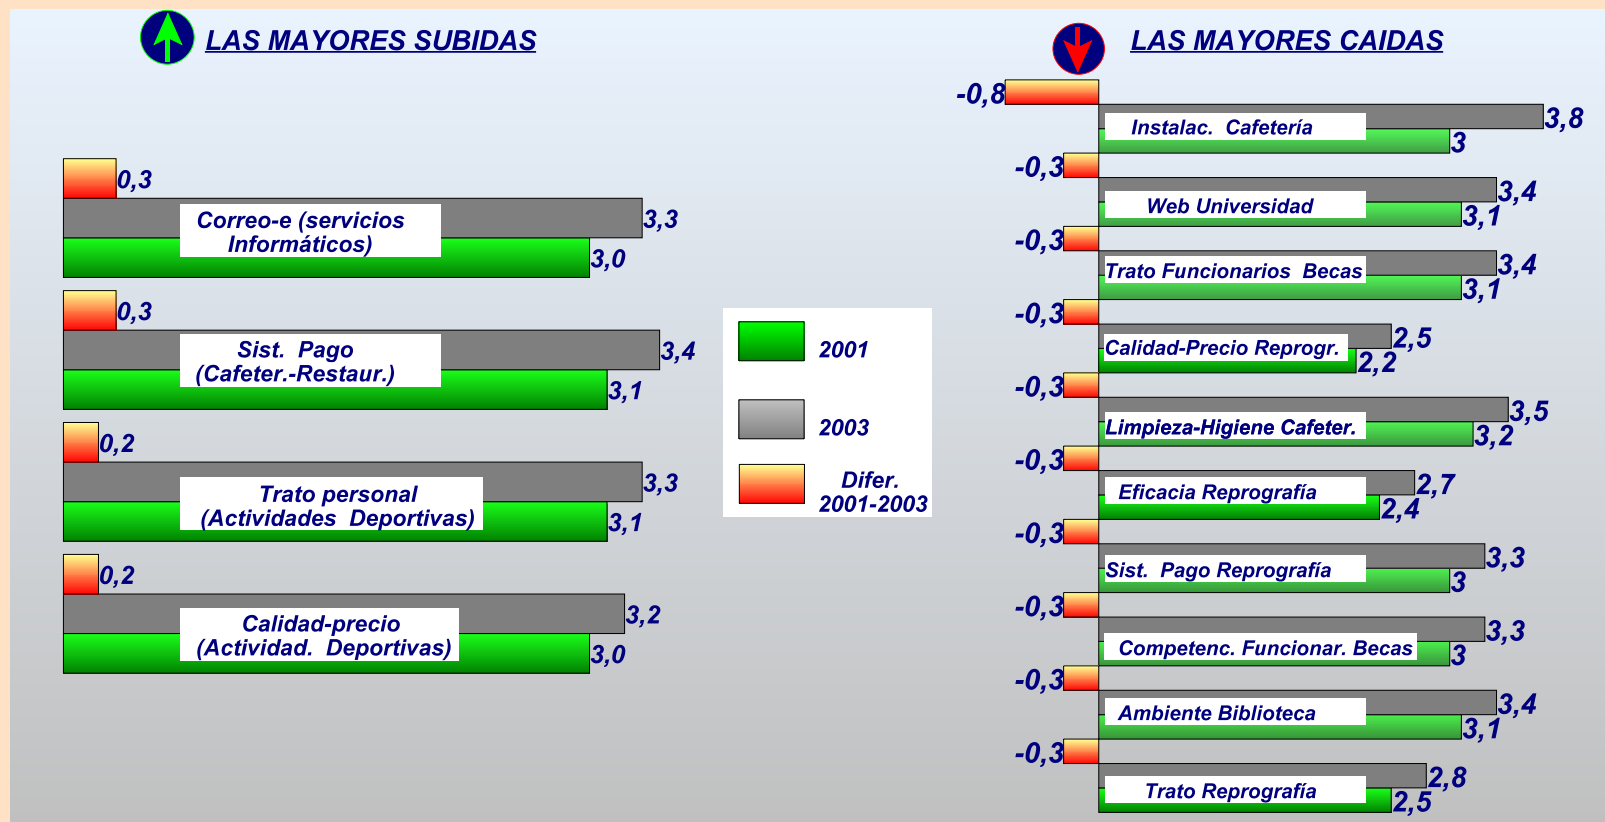 LAS MAYORES SUBIDAS
0,3
Correo-e (servicios
Informáticos)
3,3
3,0
0,3
Sist. Pago
(Cafeter.-Restaur.)
3,4
3,1
0,2
Trato personal
(Actividades Deportivas)
3,3
3,1
0,2
Calidad-precio
(Actividad. Deportivas)
3,2
3,0
2001
2003
Difer.
2001-2003
LAS MAYORES CAIDAS
-0,8
3,8
Instalac. Cafetería
3
-0,3
3,4
Web Universidad
3,1
-0,3
3,4
Trato Funcionarios Becas
3,1
-0,3
2,5
Calidad-Precio Reprogr.
2,2
-0,3
3,5
Limpieza-Higiene Cafeter.
3,2
-0,3
2,7
Eficacia Reprografía
2,4
-0,3
3,3
Sist. Pago Reprografía
3
-0,3
3,3
Competenc. Funcionar. Becas
3
-0,3
3,4
Ambiente Biblioteca
3,1
-0,3
2,8
Trato Reprografía
2,5